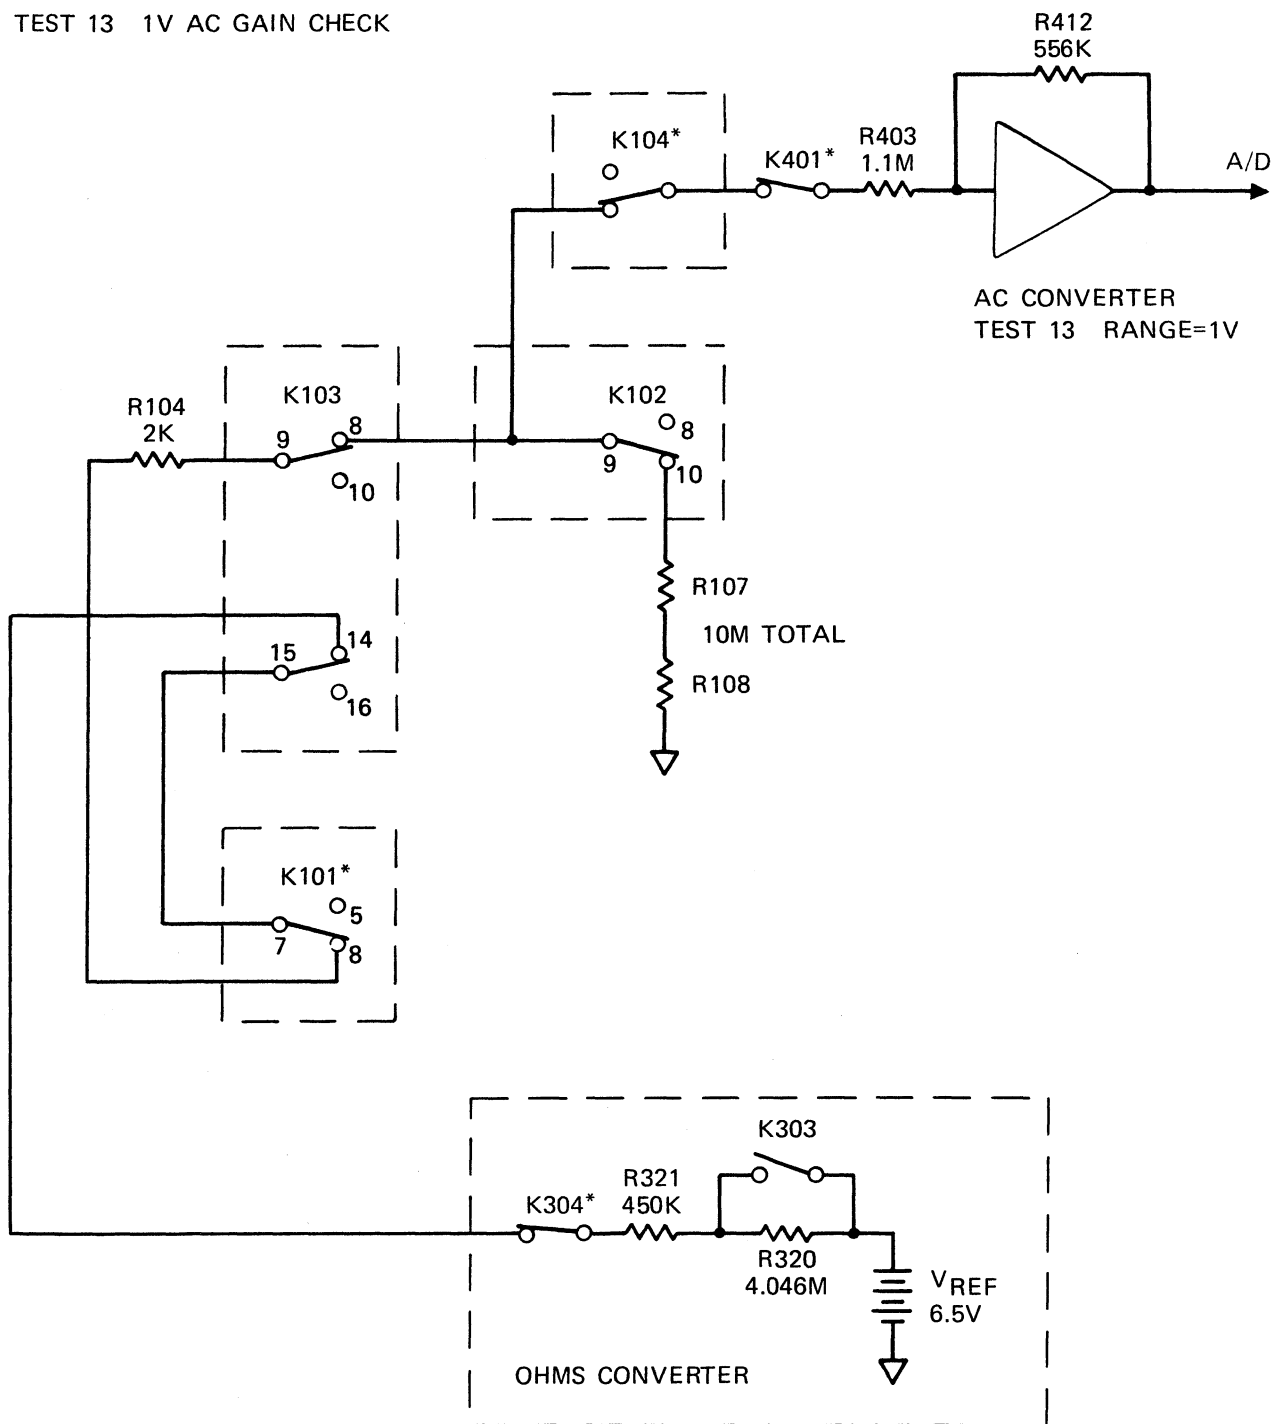 TEST 13 1V AC GAIN CHECK
R412
556K
K104*
K401*
R403
1.1M
A/D
AC CONVERTER
TEST 13 RANGE=1V
R104
2K
K103
9
8
10
K102
9
8
10
R107
10M TOTAL
R108
15
14
16
K101*
5
7
8
K303
K304*
R321
450K
R320
4.046M
VREF
6.5V
OHMS CONVERTER